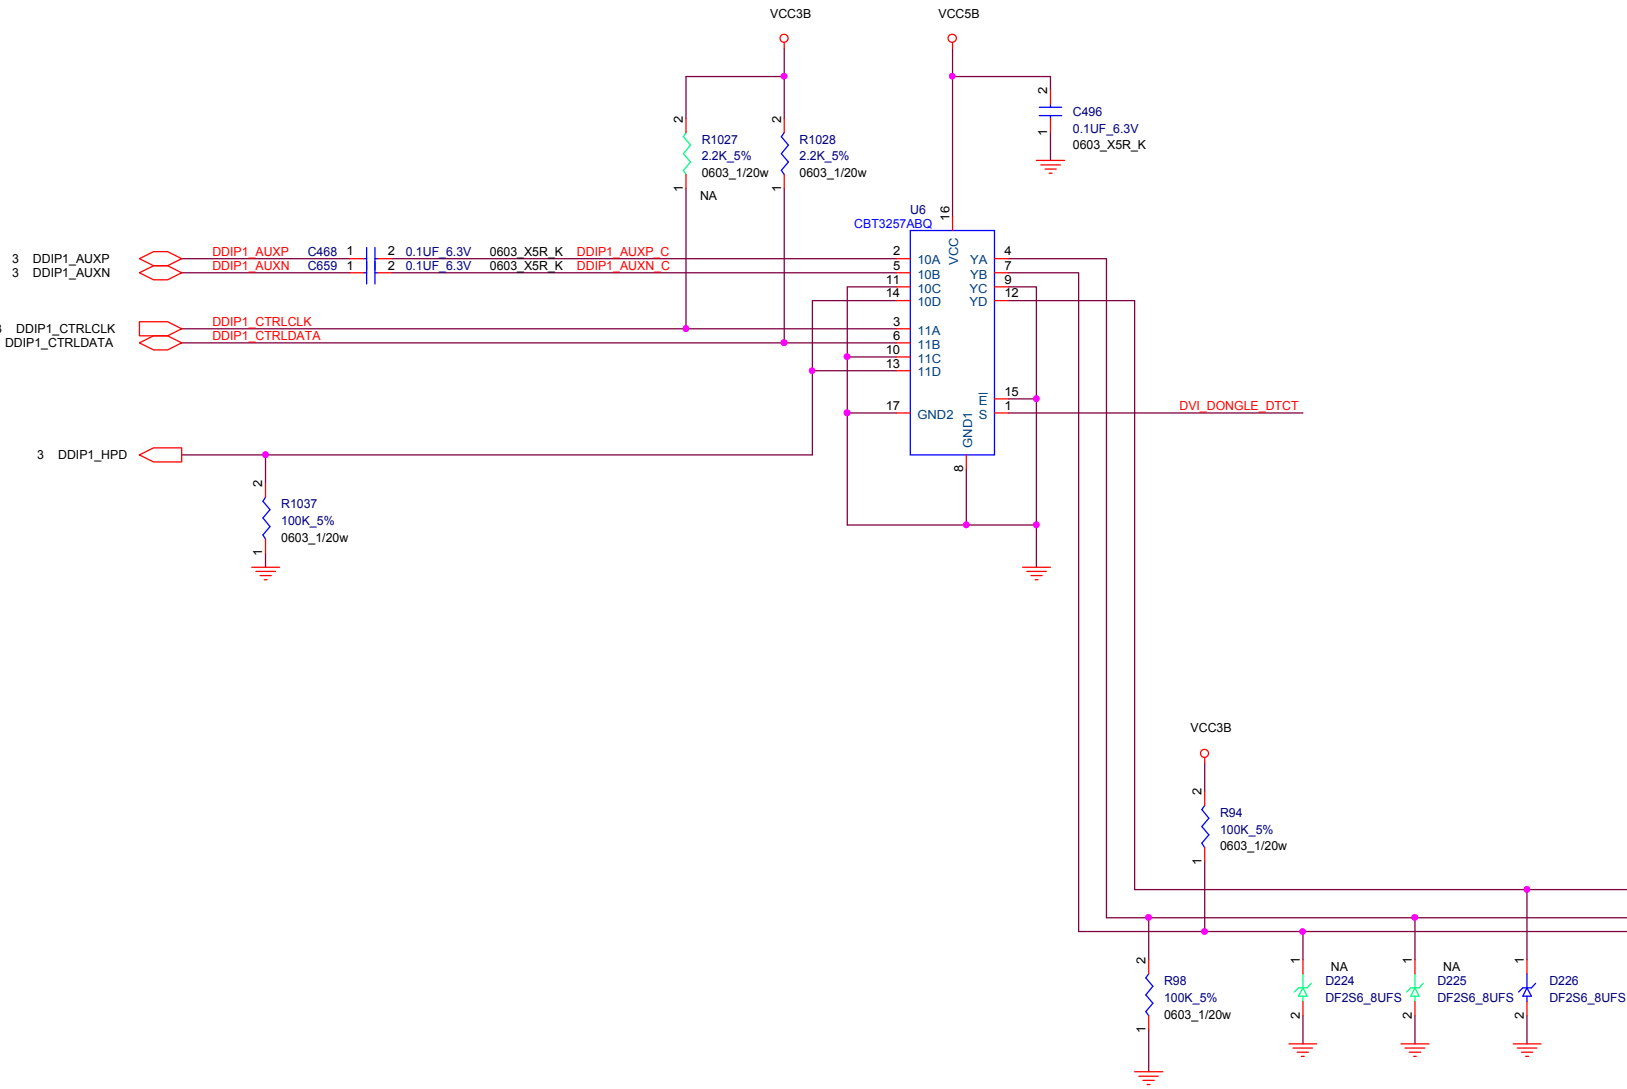 VCC3B
VCC5B
2
C496
0.1UF_6.3V
1
0603_X5R_K
2
R1027
2.2K_5%
0603_1/20w
1
NA
2
R1028
2.2K_5%
0603_1/20w
1
U6
CBT3257ABQ
16
VCC
3 DDIP1_AUXP
DDIP1_AUXP C468 1 2 0.1UF_6.3V 0603_X5R_K DDIP1_AUXP_C
3 DDIP1_AUXN
DDIP1_AUXN C659 1 2 0.1UF_6.3V 0603_X5R_K DDIP1_AUXN_C
2 10A YA 4
5 10B YB 7
11 10C YC 9
14 10D YD 12
DDIP1_CTRLCLK
DDIP1_CTRLCLK
3 11A
DDIP1_CTRLDATA
DDIP1_CTRLDATA
6 11B
10 11C
13 11D
E 15
17 GND2 S 1
DVI_DONGLE_DTCT
GND1
8
3 DDIP1_HPD
2
R1037
100K_5%
0603_1/20w
1
VCC3B
2
R94
100K_5%
0603_1/20w
1
2
R98
100K_5%
0603_1/20w
1
1
NA
D224
DF2S6_8UFS
2
1
NA
D225
DF2S6_8UFS
2
1
D226
DF2S6_8UFS
2